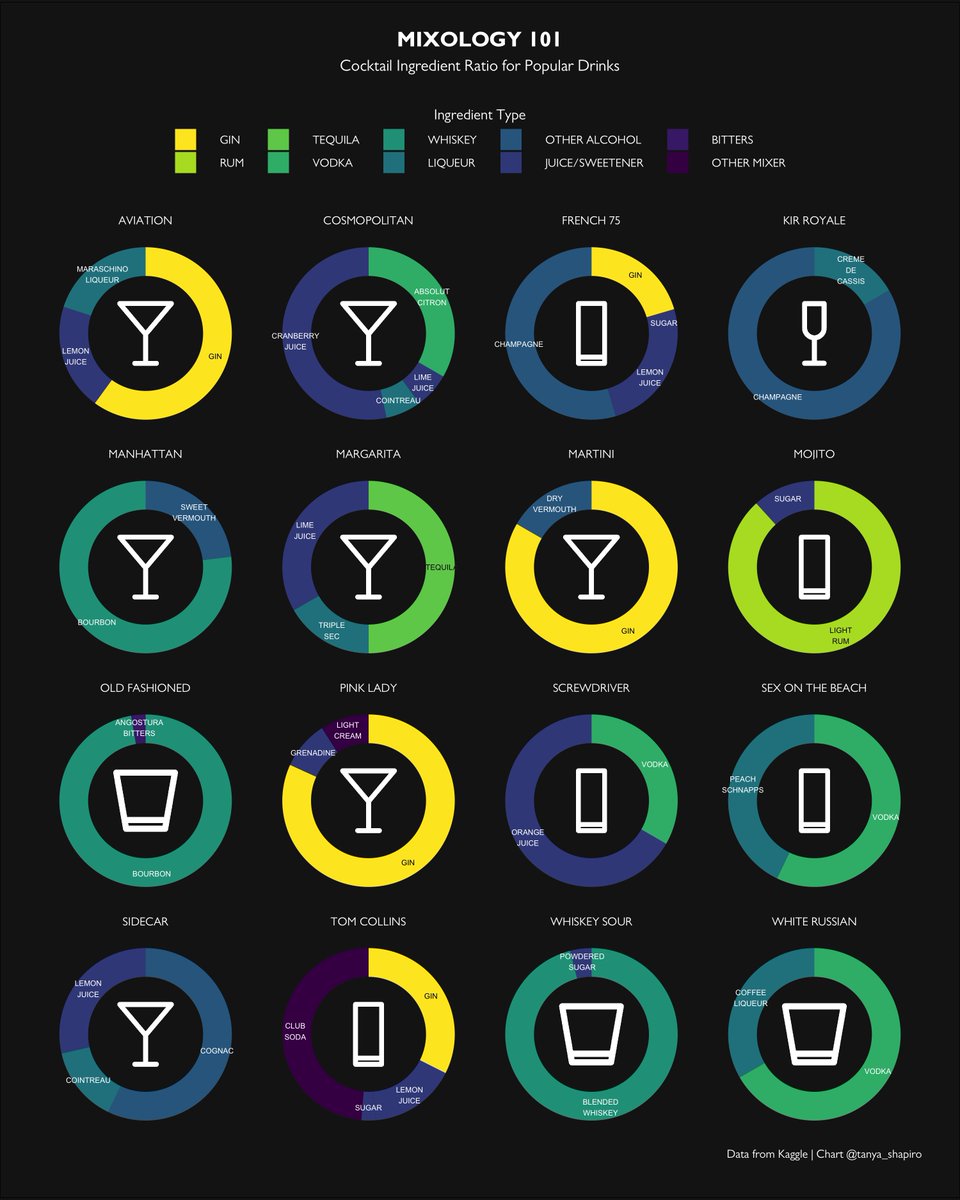 MIXOLOGY 101
Cocktail Ingredient Ratio for Popular Drinks
Ingredient Type
GIN
TEQUILA
WHISKEY
OTHER ALCOHOL
BITTERS
RUM
VODKA
LIQUEUR
JUICE/SWEETENER
OTHER MIXER
AVIATION
MARASCHINO
LIQUEUR
LEMON
JUICE
GIN
COSMOPOLITAN
ABSOLUT
CITRON
CRANBERRY
JUICE
LIME
JUICE
COINTREAU
FRENCH 75
GIN
SUGAR
CHAMPAGNE
LEMON
JUICE
KIR ROYALE
CREME
DE
CASSIS
CHAMPAGNE
MANHATTAN
SWEET
VERMOUTH
BOURBON
MARGARITA
LIME
JUICE
TEQUILA
TRIPLE
SEC
MARTINI
DRY
VERMOUTH
GIN
MOJITO
SUGAR
LIGHT
RUM
OLD FASHIONED
ANGOSTURA
BITTERS
BOURBON
PINK LADY
LIGHT
CREAM
GRENADINE
GIN
SCREWDRIVER
VODKA
ORANGE
JUICE
SEX ON THE BEACH
PEACH
SCHNAPPS
VODKA
SIDECAR
LEMON
JUICE
COGNAC
COINTREAU
TOM COLLINS
GIN
CLUB
SODA
LEMON
JUICE
SUGAR
WHISKEY SOUR
POWDERED
SUGAR
BLENDED
WHISKEY
WHITE RUSSIAN
COFFEE
LIQUEUR
VODKA
Data from Kaggle | Chart @tanya_shapiro